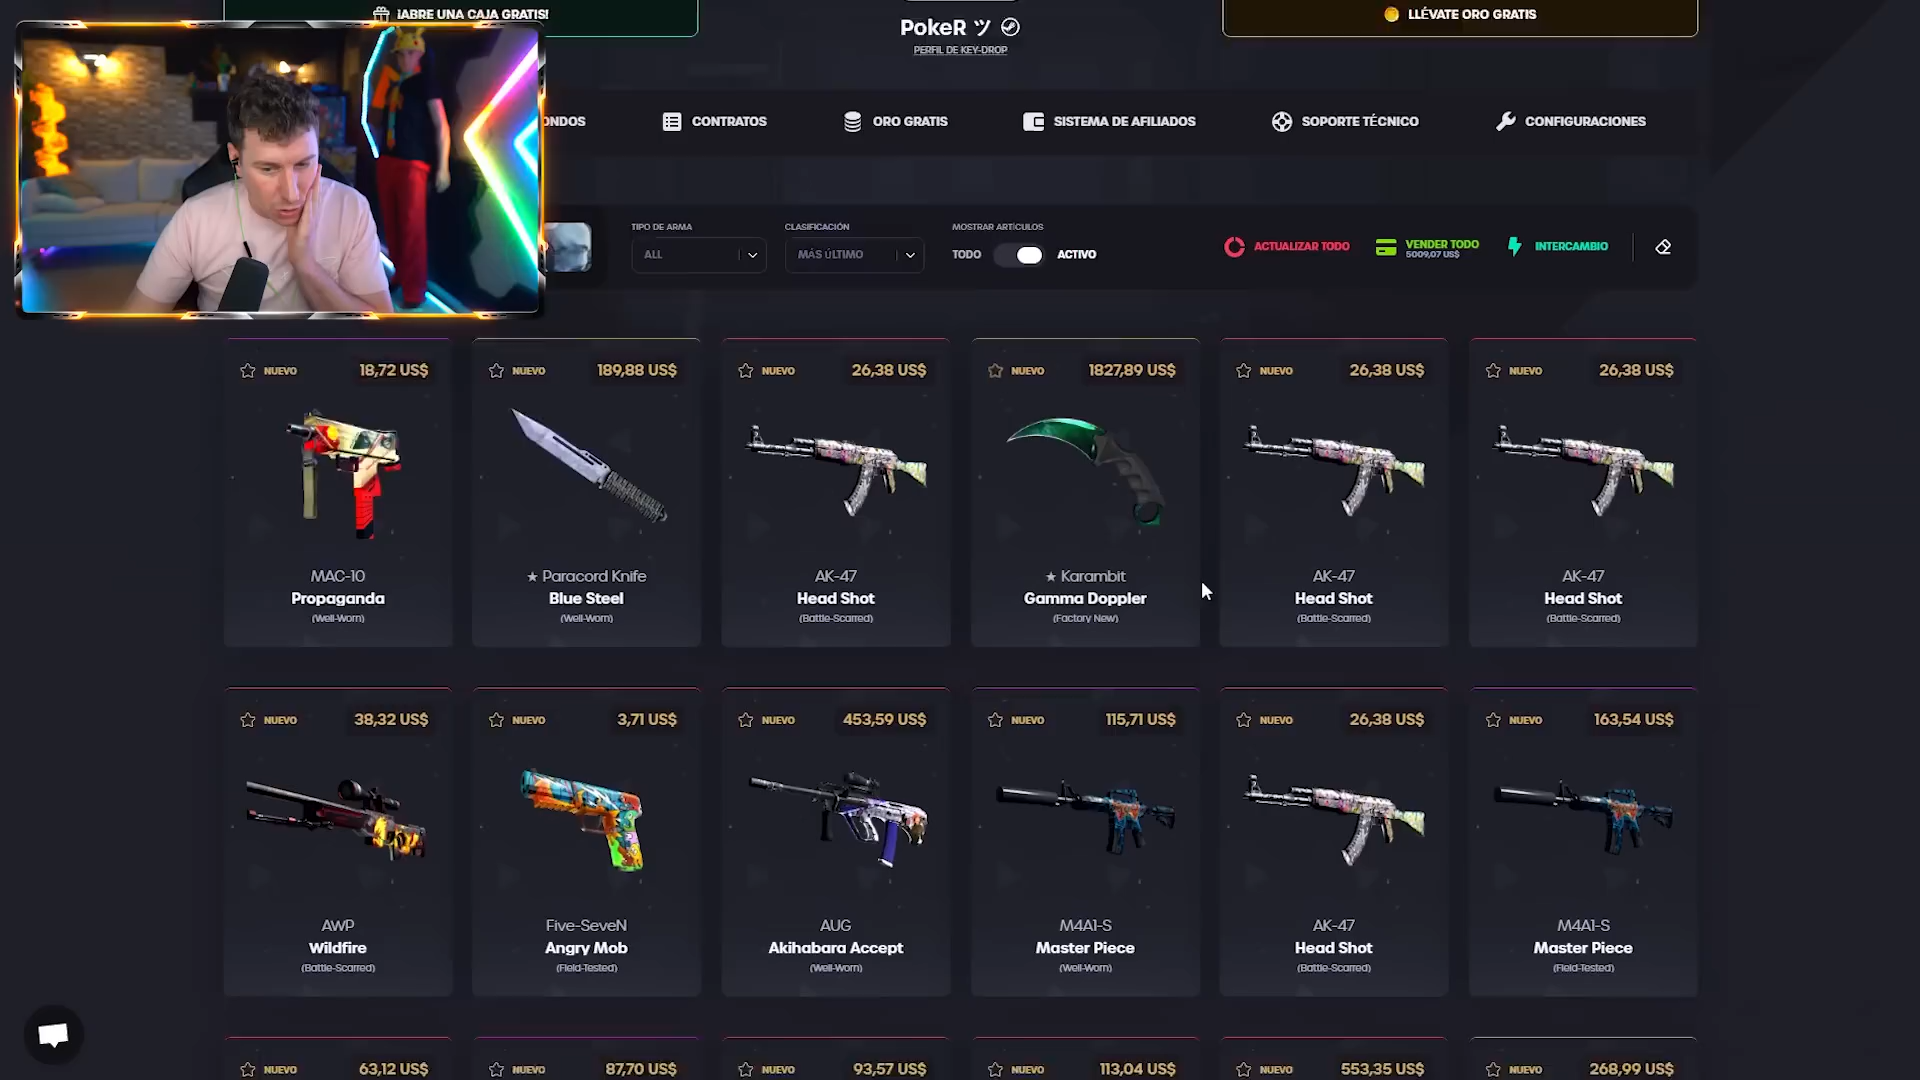 ¡ABRE UNA CAJA GRATIS!
PokeR ツ
PERFIL DE KEY-DROP
LLÉVATE ORO GRATIS
ONDOS
CONTRATOS
ORO GRATIS
SISTEMA DE AFILIADOS
SOPORTE TÉCNICO
CONFIGURACIONES
TIPO DE ARMA
ALL
CLASIFICACIÓN
MÁS ÚLTIMO
MOSTRAR ARTÍCULOS
TODO
ACTIVO
ACTUALIZAR TODO
VENDER TODO
5009,07 US$
INTERCAMBIO
NUEVO 18,72 US$
MAC-10
Propaganda
(Well-Worn)
NUEVO 189,88 US$
★ Paracord Knife
Blue Steel
(Well-Worn)
NUEVO 26,38 US$
AK-47
Head Shot
(Battle-Scarred)
NUEVO 1827,89 US$
★ Karambit
Gamma Doppler
(Factory New)
NUEVO 26,38 US$
AK-47
Head Shot
(Battle-Scarred)
NUEVO 26,38 US$
AK-47
Head Shot
(Battle-Scarred)
NUEVO 38,32 US$
AWP
Wildfire
(Battle-Scarred)
NUEVO 3,71 US$
Five-SeveN
Angry Mob
(Field-Tested)
NUEVO 453,59 US$
AUG
Akihabara Accept
(Well-Worn)
NUEVO 115,71 US$
M4A1-S
Master Piece
(Well-Worn)
NUEVO 26,38 US$
AK-47
Head Shot
(Battle-Scarred)
NUEVO 163,54 US$
M4A1-S
Master Piece
(Field-Tested)
NUEVO 63,12 US$
NUEVO 87,70 US$
NUEVO 93,57 US$
NUEVO 113,04 US$
NUEVO 553,35 US$
NUEVO 268,99 US$